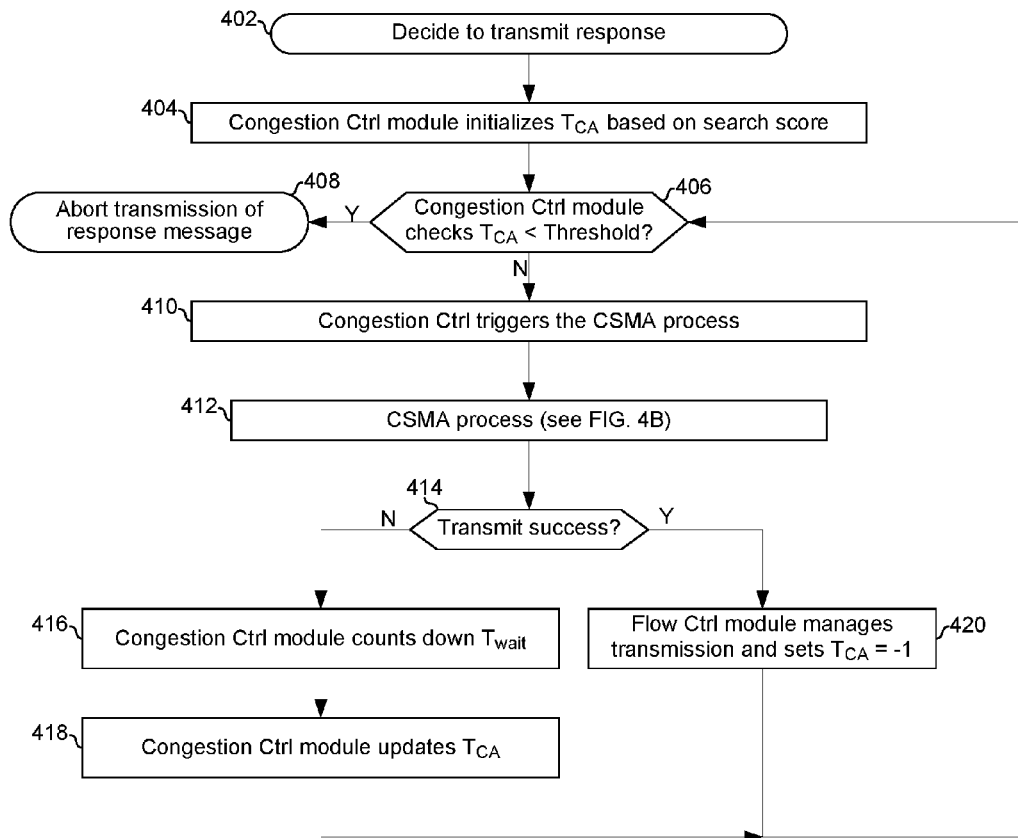 402
Decide to transmit response
404
Congestion Ctrl module initializes TCA based on search score
408
Abort transmission of
response message
Y
406
Congestion Ctrl module
checks TCA < Threshold?
N
410
Congestion Ctrl triggers the CSMA process
412
CSMA process (see FIG. 4B)
414
N
Transmit success?
Y
416
Congestion Ctrl module counts down Twait
Flow Ctrl module manages
transmission and sets TCA = -1
420
418
Congestion Ctrl module updates TCA